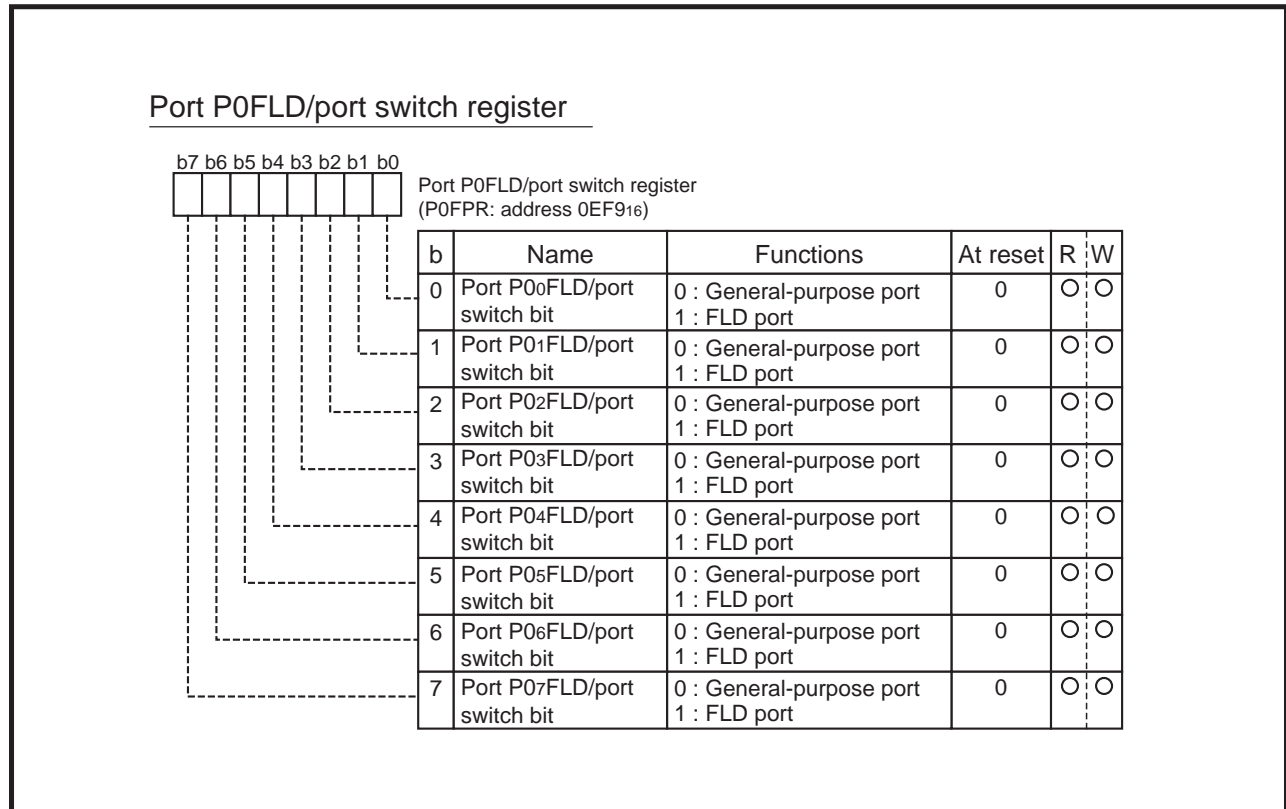 Port P0FLD/port switch register
b7 b6 b5 b4 b3 b2 b1 b0
Port P0FLD/port switch register
(P0FPR: address 0EF916)
b Name Functions At reset R W
0 Port P00FLD/port switch bit 0 : General-purpose port 1 : FLD port 0 ○ ○
1 Port P01FLD/port switch bit 0 : General-purpose port 1 : FLD port 0 ○ ○
2 Port P02FLD/port switch bit 0 : General-purpose port 1 : FLD port 0 ○ ○
3 Port P03FLD/port switch bit 0 : General-purpose port 1 : FLD port 0 ○ ○
4 Port P04FLD/port switch bit 0 : General-purpose port 1 : FLD port 0 ○ ○
5 Port P05FLD/port switch bit 0 : General-purpose port 1 : FLD port 0 ○ ○
6 Port P06FLD/port switch bit 0 : General-purpose port 1 : FLD port 0 ○ ○
7 Port P07FLD/port switch bit 0 : General-purpose port 1 : FLD port 0 ○ ○